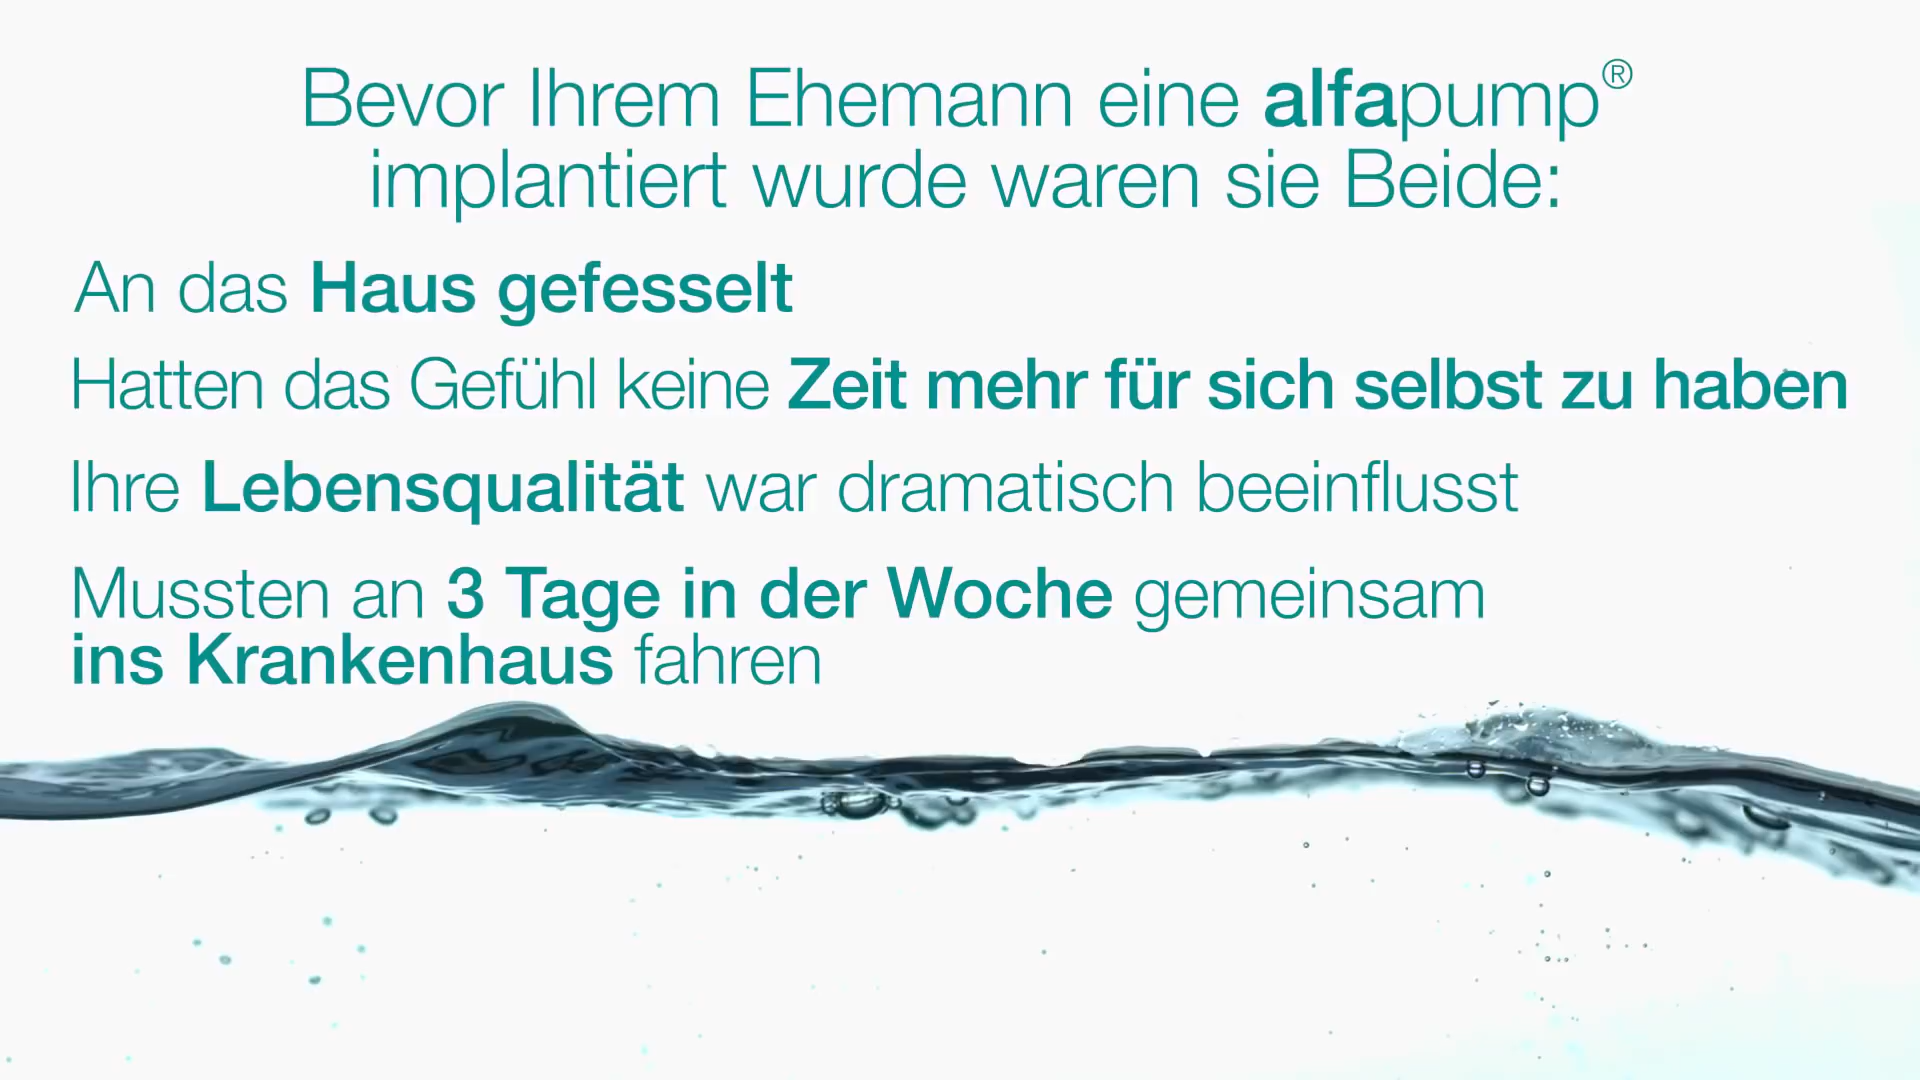 Bevor Ihrem Ehemann eine alfapump®
implantiert wurde waren sie Beide:
An das Haus gefesselt
Hatten das Gefühl keine Zeit mehr für sich selbst zu haben
Ihre Lebensqualität war dramatisch beeinflusst
Mussten an 3 Tage in der Woche gemeinsam
ins Krankenhaus fahren